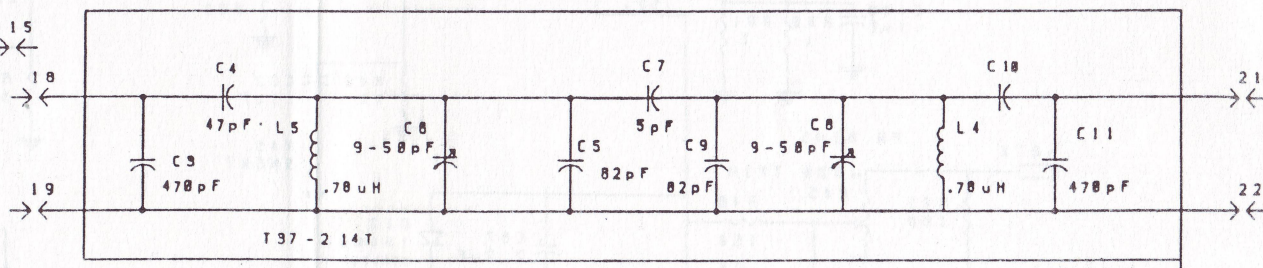 15
18
C4
C7
C10
21
47pF
L5
C6
5pF
C8
L4
C11
C3
9-50pF
C5
C9
9-50pF
470pF
.78uH
82pF
82pF
.78uH
470pF
19
22
T37-2 14T